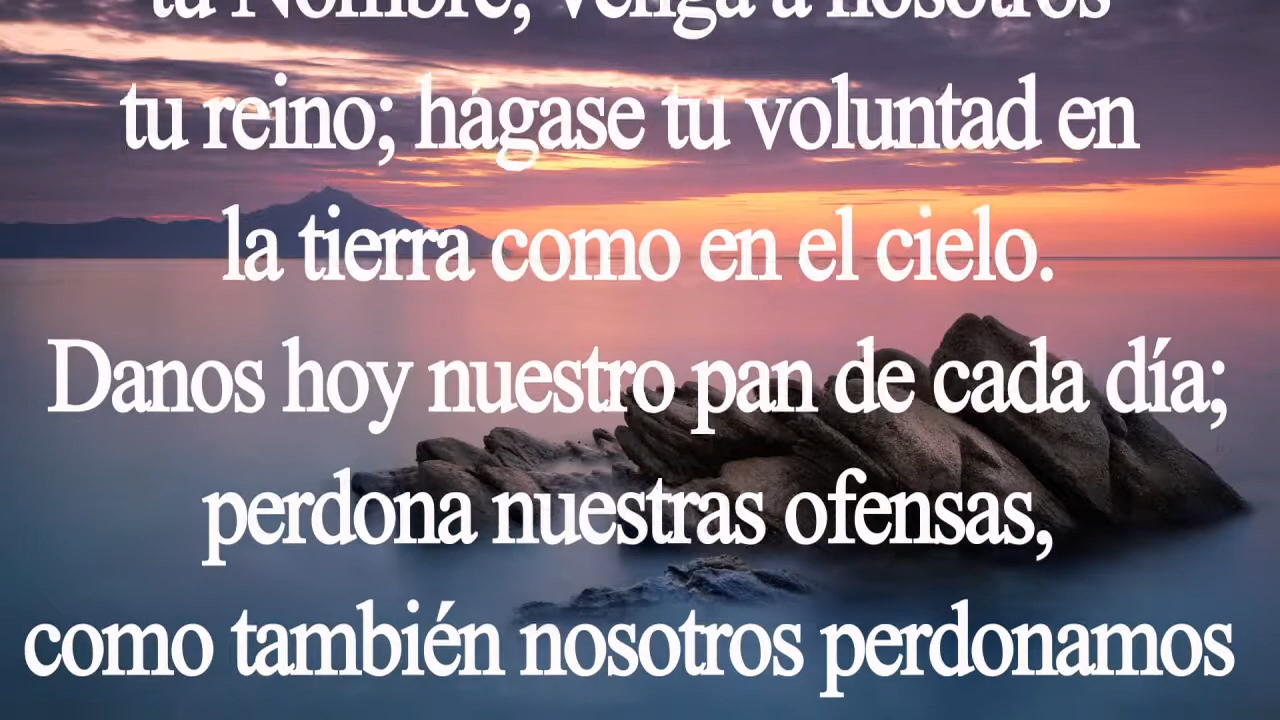 tu Nombre, venga a nosotros
tu reino; hágase tu voluntad en
la tierra como en el cielo.
Danos hoy nuestro pan de cada día;
perdona nuestras ofensas,
como también nosotros perdonamos